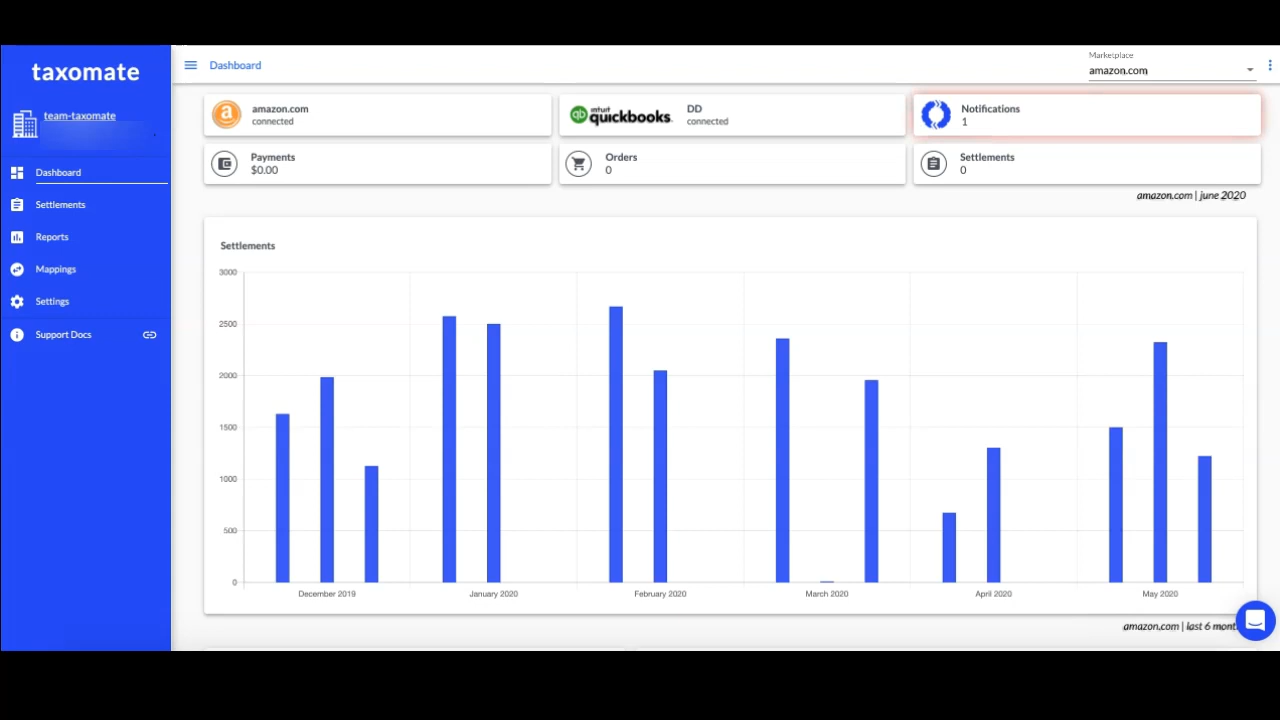 taxomate
team-taxomate
Dashboard
Settlements
Reports
Mappings
Settings
Support Docs
Dashboard
Marketplace
amazon.com
a
amazon.com
connected
qb intuit quickbooks.
DD
connected
Notifications
1
Payments
$0.00
Orders
0
Settlements
0
amazon.com | june 2020
Settlements
3000
2500
2000
1500
1000
500
0
December 2019
January 2020
February 2020
March 2020
April 2020
May 2020
amazon.com | last 6 mont